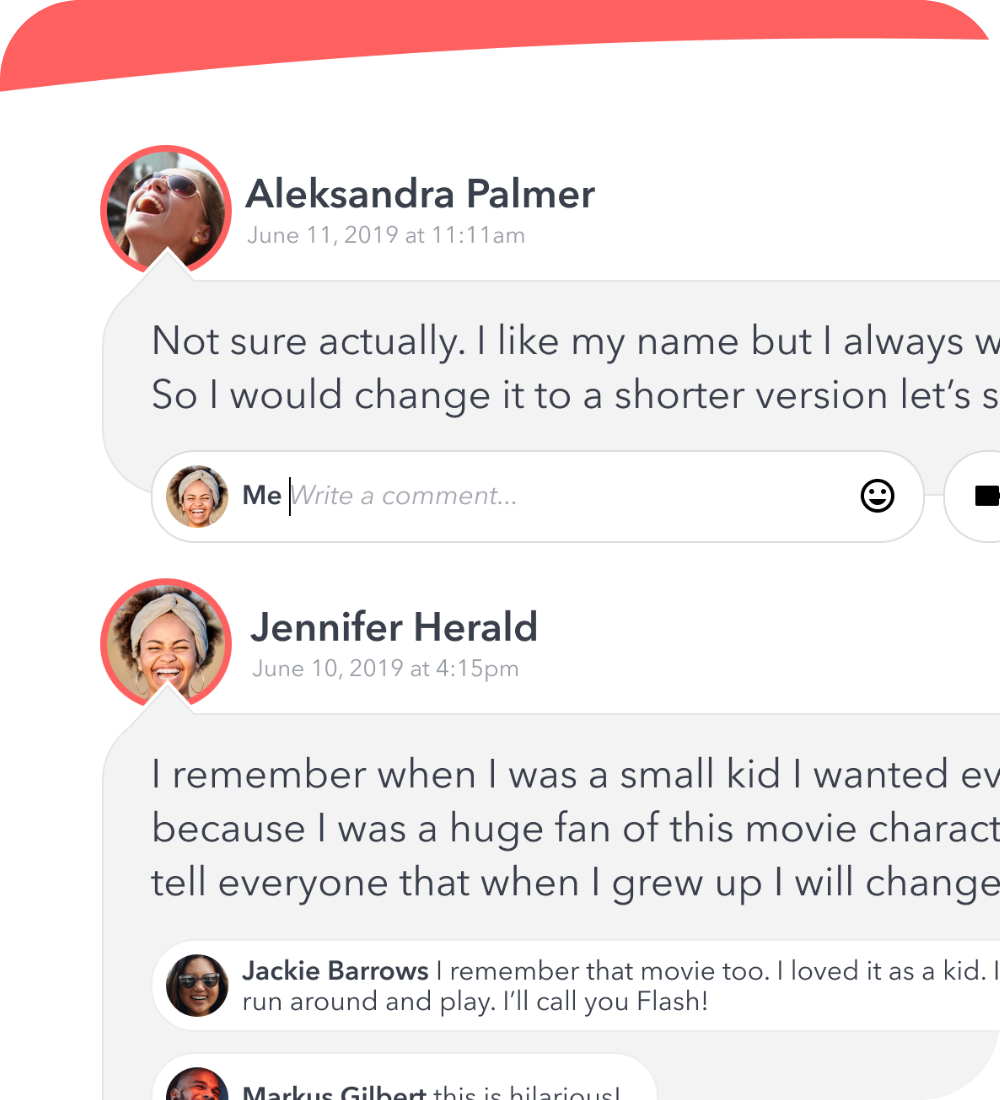 Aleksandra Palmer
June 11, 2019 at 11:11am
Not sure actually. I like my name but I always
So I would change it to a shorter version let’s
Me Write a comment...
Jennifer Herald
June 10, 2019 at 4:15pm
I remember when I was a small kid I wanted
because I was a huge fan of this movie
tell everyone that when I grew up I will change
Jackie Barrows I remember that movie too. I loved it as a kid. I
run around and play. I’ll call you Flash!
Markus Gilbert this is hilarious!